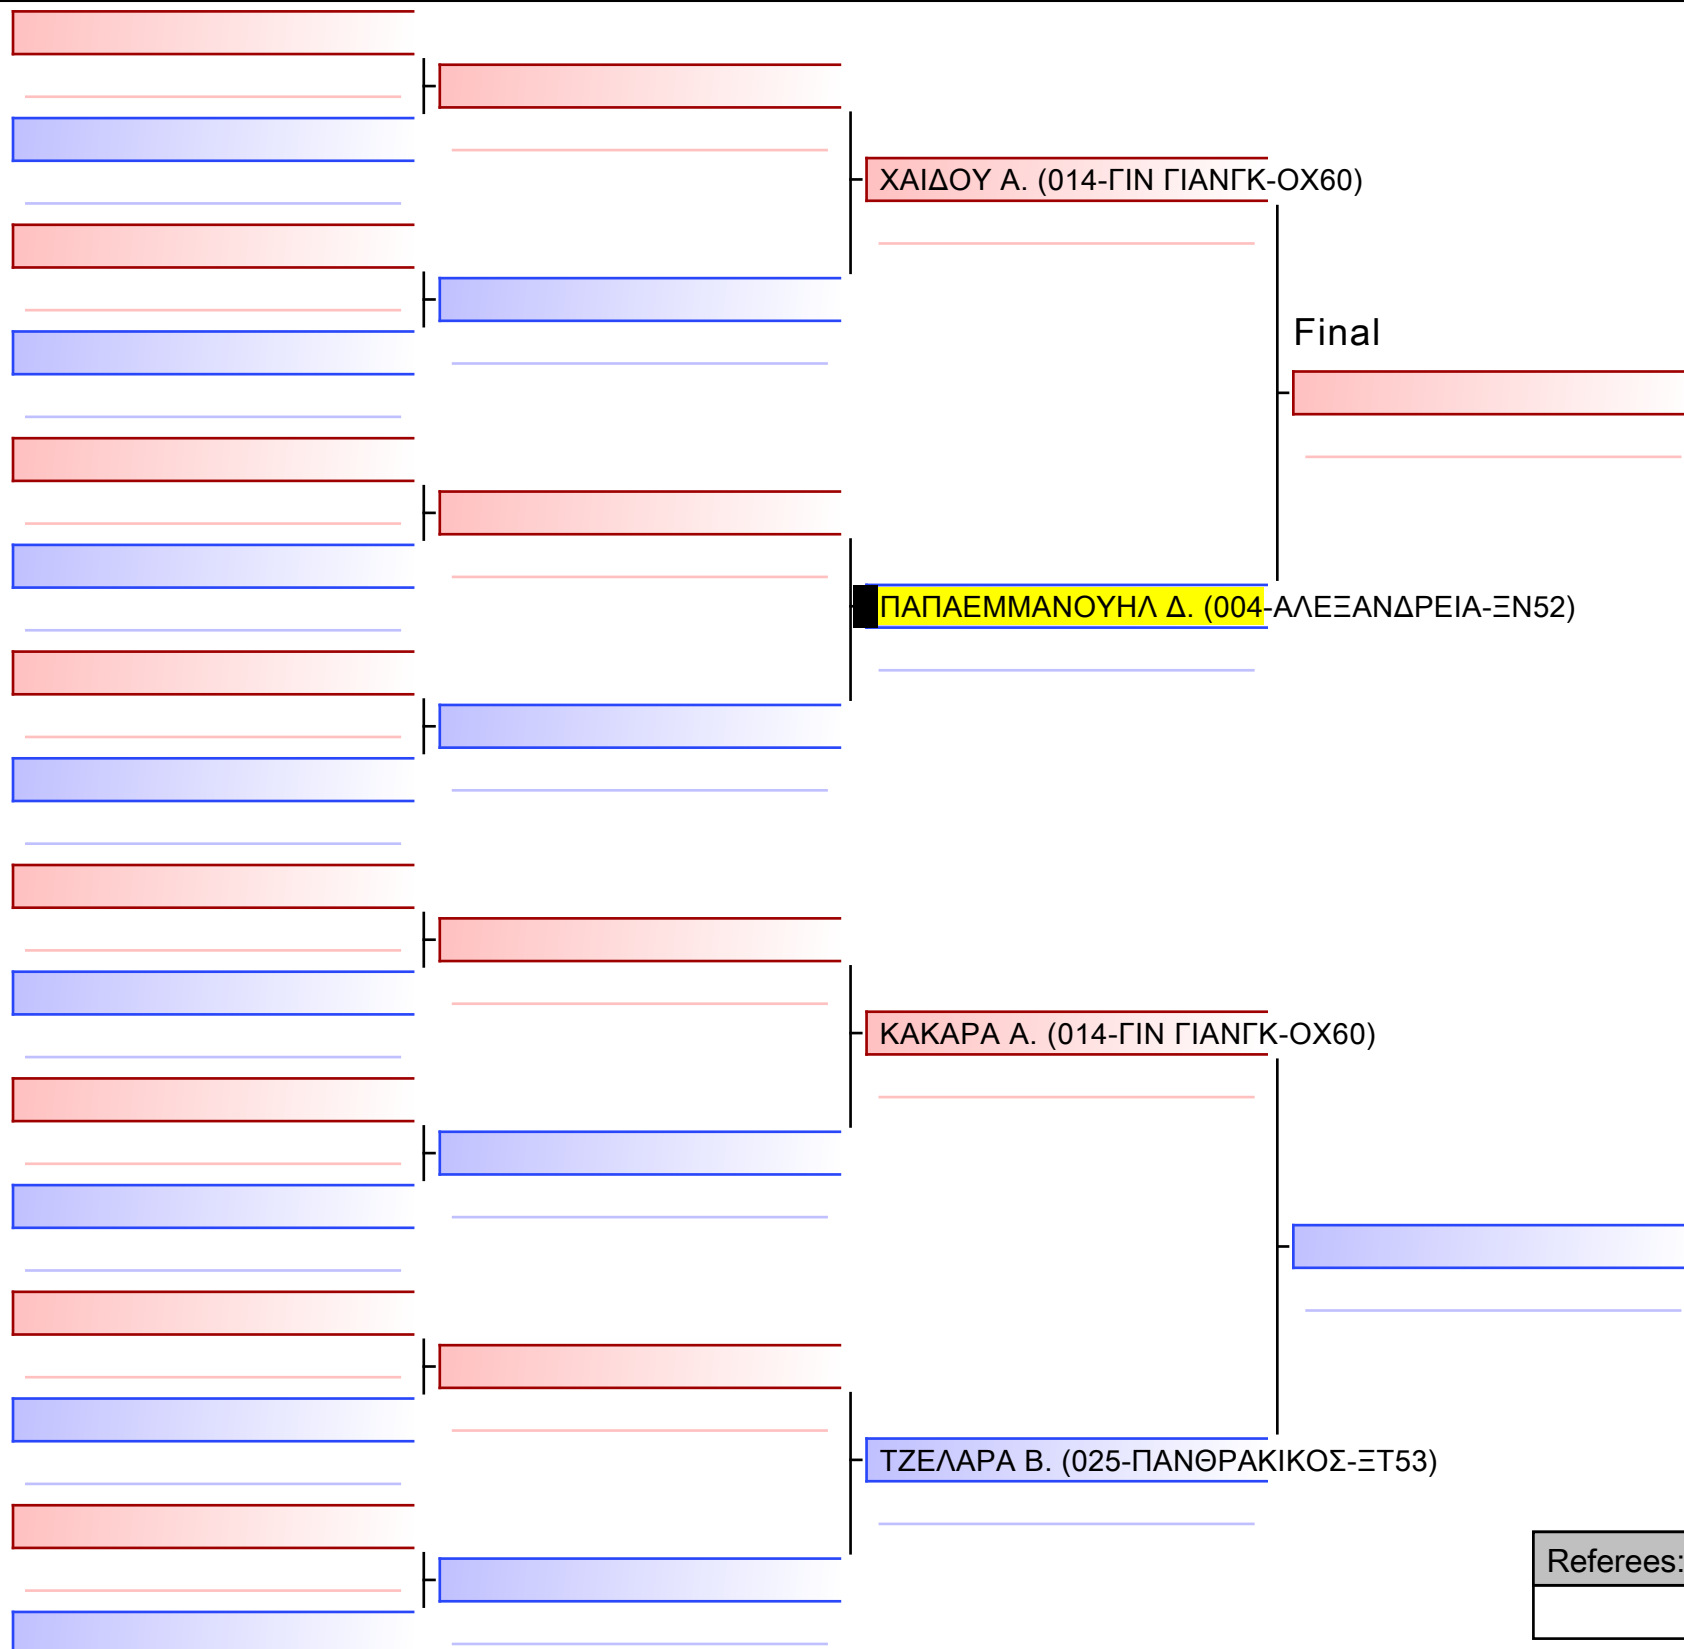 ΧΑΙΔΟΥ Α. (014-ΓΙΝ ΓΙΑΝΓΚ-ΟΧ60)
Final
ΠΑΠΑΕΜΜΑΝΟΥΗΛ Δ. (004-ΑΛΕΞΑΝΔΡΕΙΑ-ΞΝ52)
ΚΑΚΑΡΑ Α. (014-ΓΙΝ ΓΙΑΝΓΚ-ΟΧ60)
ΤΖΕΛΑΡΑ Β. (025-ΠΑΝΘΡΑΚΙΚΟΣ-ΞΤ53)
Referees: